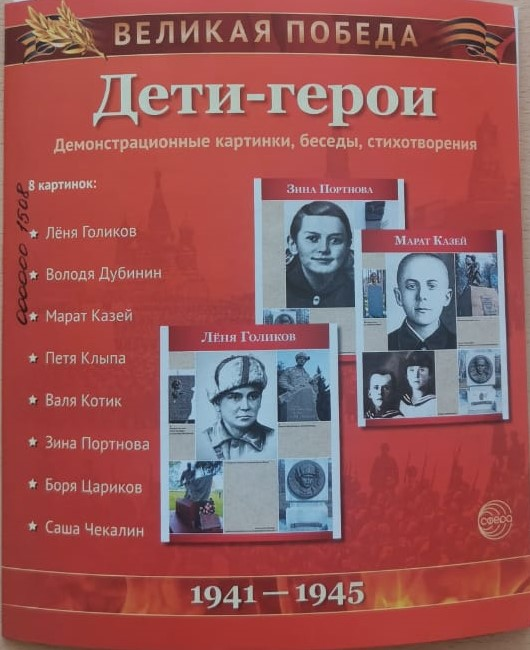 ВЕЛИКАЯ ПОБЕДА
Дети-герои
Демонстрационные картинки, беседы, стихотворения
8 картинок:
Лёня Голиков
Володя Дубинин
Марат Казей
Петя Клыпа
Валя Котик
Зина Портнова
Боря Цариков
Саша Чекалин
000000 1508
Зина Портнова
Марат Казей
Лёня Голиков
сфера
1941 — 1945